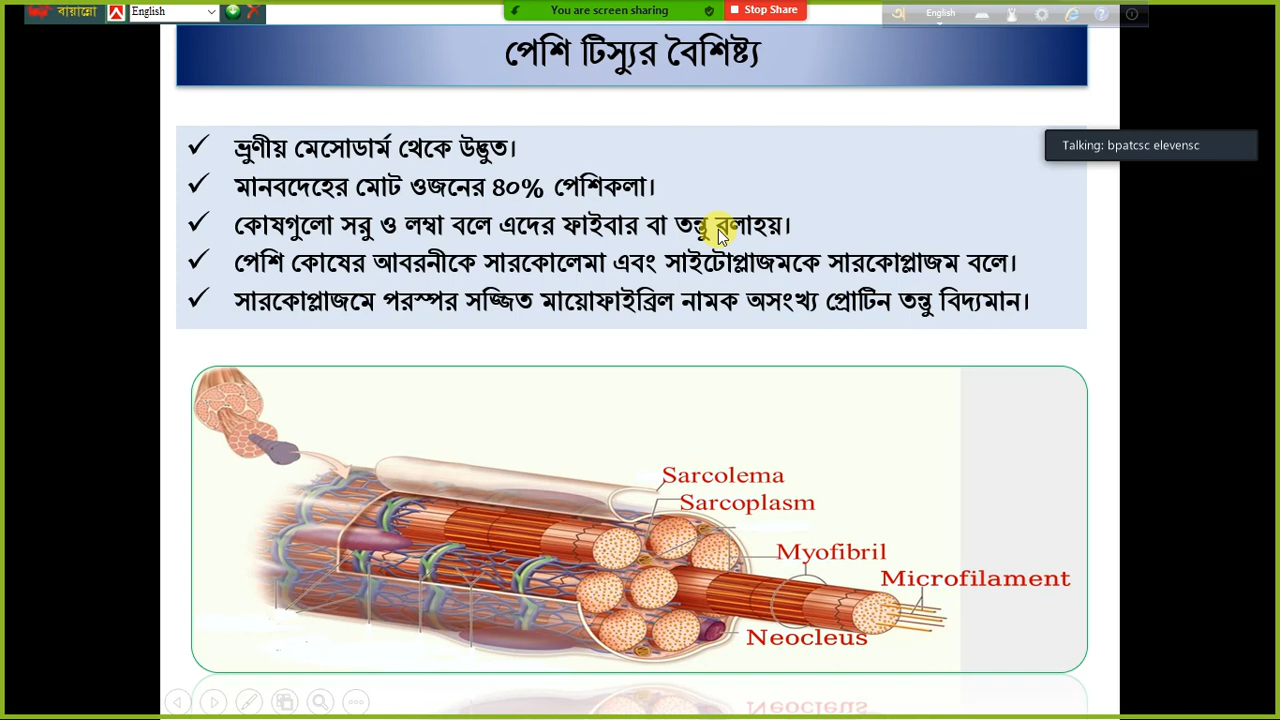 বায়ান্নো English You are screen sharing Stop Share English
পেশি টিস্যুর বৈশিষ্ট্য
ভ্রুণীয় মেসোডার্ম থেকে উদ্ভুত।
Talking: bpatcsc elevensc
মানবদেহের মোট ওজনের ৪০% পেশিকলা।
কোষগুলো সরু ও লম্বা বলে এদের ফাইবার বা তন্তু বলাহয়।
পেশি কোষের আবরনীকে সারকোলেমা এবং সাইটোপ্লাজমকে সারকোপ্লাজম বলে।
সারকোপ্লাজমে পরস্পর সজ্জিত মায়োফাইব্রিল নামক অসংখ্য প্রোটিন তন্তু বিদ্যমান।
Sarcolema
Sarcoplasm
Myofibril
Microfilament
Neocleus